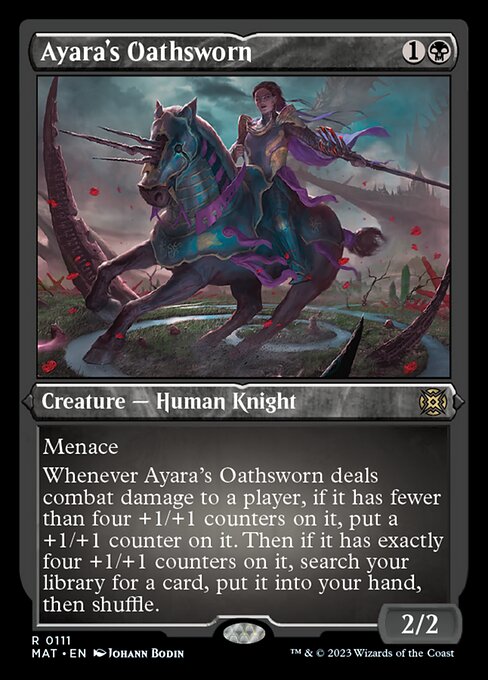 Ayara's Oathsworn 1
Creature — Human Knight
Menace
Whenever Ayara's Oathsworn deals
combat damage to a player, if it has fewer
than four +1/+1 counters on it, put a
+1/+1 counter on it. Then if it has exactly
four +1/+1 counters on it, search your
library for a card, put it into your hand,
then shuffle.
2/2
R 0111
MAT • EN Johann Bodin ™ & © 2023 Wizards of the Coast